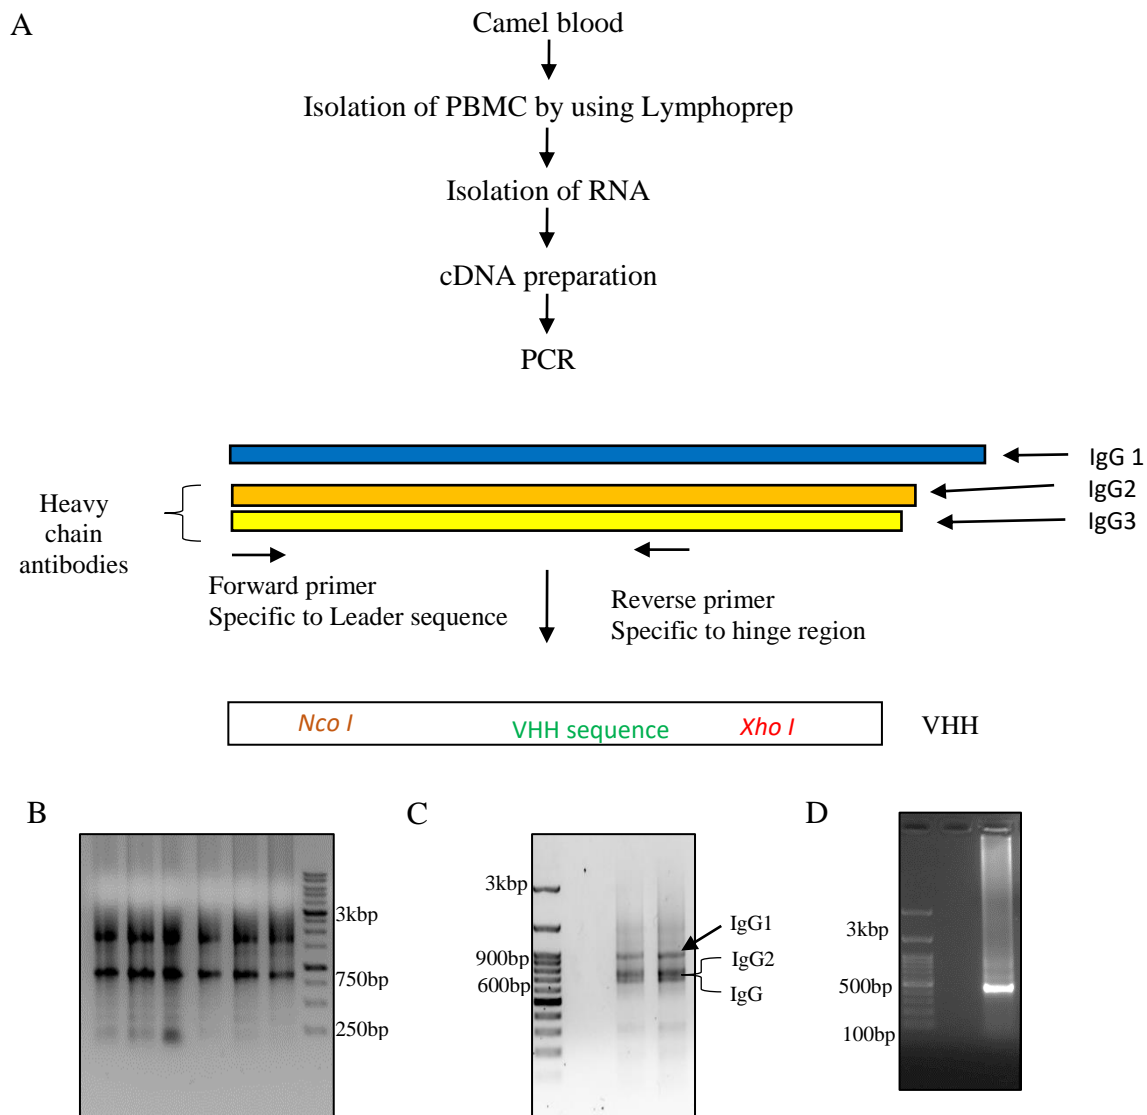 A
Camel blood
Isolation of PBMC by using Lymphoprep
Isolation of RNA
cDNA preparation
PCR
IgG 1
IgG2
IgG3
Heavy
chain
antibodies
Forward primer
Specific to Leader sequence
Reverse primer
Specific to hinge region
Nco I
VHH sequence
Xho I
VHH
B
3kbp
750bp
250bp
C
3kbp
900bp
600bp
IgG1
IgG2
IgG
D
3kbp
500bp
100bp